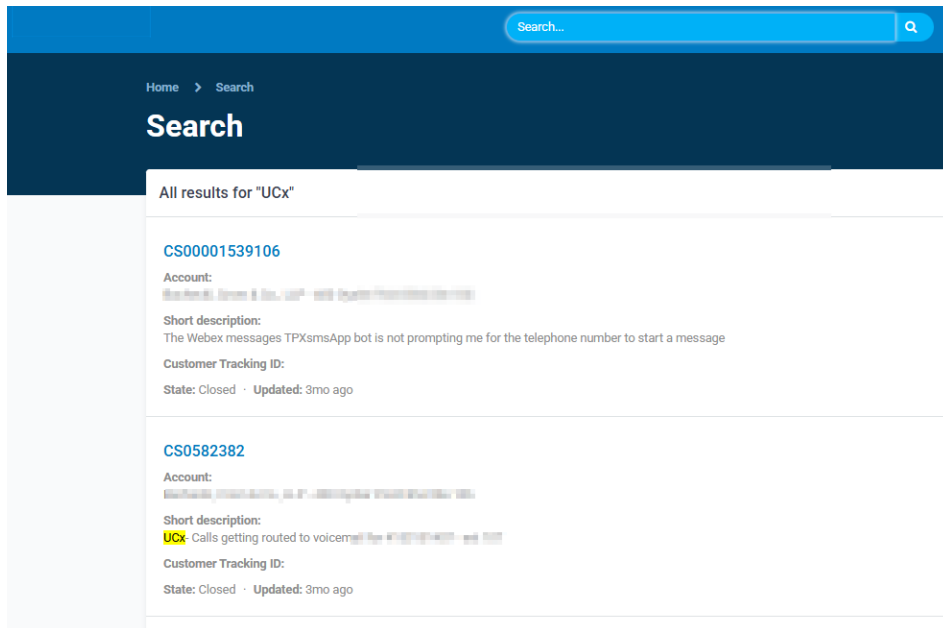 Search...
Home > Search
Search
All results for "UCx"
CS00001539106
Account:
Short description:
The Webex messages TPXsmsApp bot is not prompting me for the telephone number to start a message
Customer Tracking ID:
State: Closed · Updated: 3mo ago
CS0582382
Account:
Short description:
UCx- Calls getting routed to
Customer Tracking ID:
State: Closed · Updated: 3mo ago